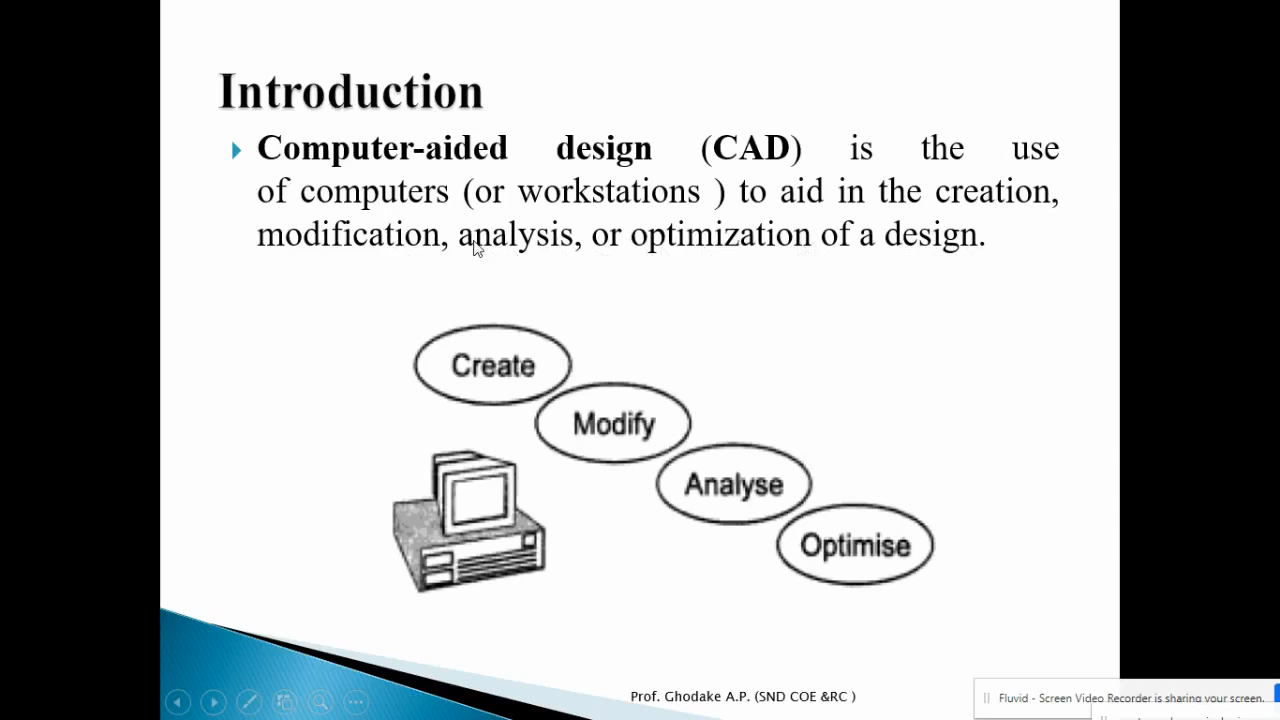 Introduction
Computer-aided design (CAD) is the use
of computers (or workstations ) to aid in the creation,
modification, analysis, or optimization of a design.
Create
Modify
Analyse
Optimise
Prof. Ghodake A.P. (SND COE &RC )
Fluvid - Screen Video Recorder is sharing your screen.